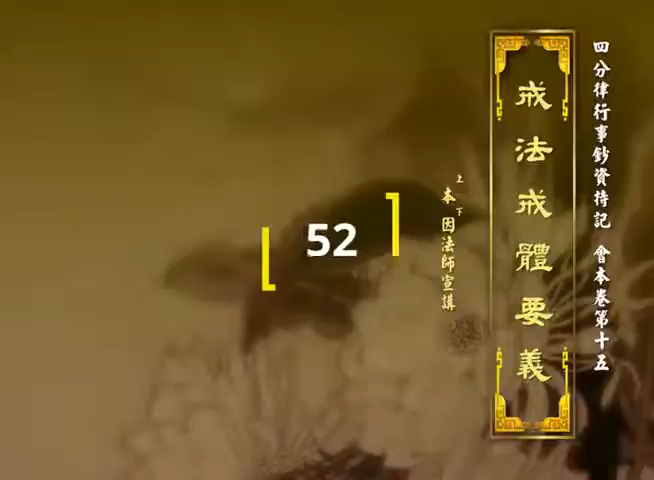 四分律行事鈔資持記 會本卷第十五
戒法戒體要義
上本下因法師宣講
52